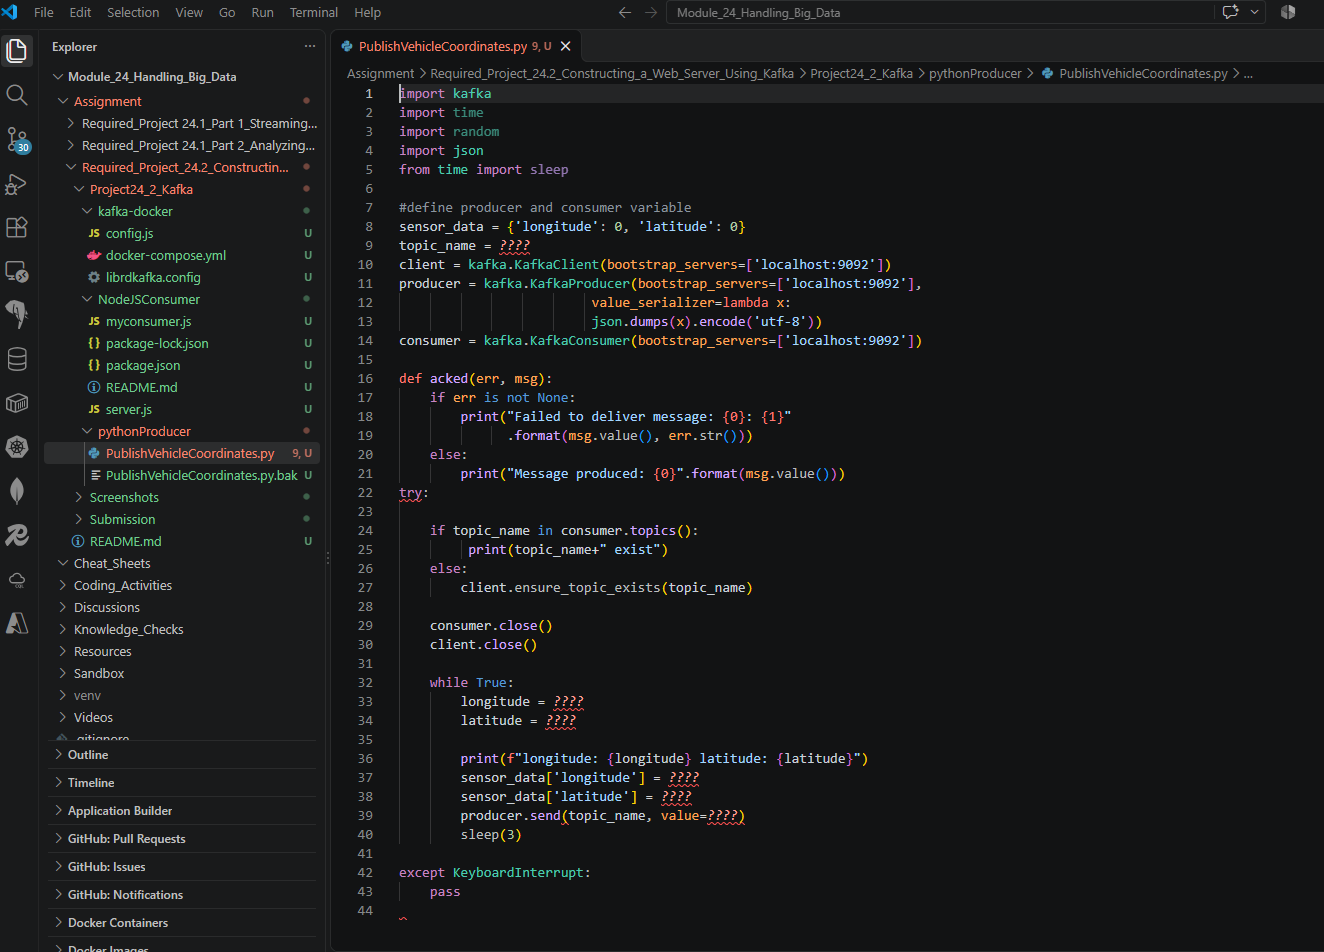 File Edit Selection View Go Run Terminal Help
Module_24_Handling_Big_Data
Explorer
Module_24_Handling_Big_Data
Assignment
Required_Project 24.1_Part 1_Streaming...
Required_Project 24.1_Part 2_Analyzing...
Required_Project_24.2_Constructin...
Project24_2_Kafka
kafka-docker
JS config.js U
docker-compose.yml U
librdkafka.config U
NodeJSConsumer
JS myconsumer.js U
{} package-lock.json U
{} package.json U
README.md U
JS server.js U
pythonProducer
PublishVehicleCoordinates.py 9, U
PublishVehicleCoordinates.py.bak U
Screenshots
Submission
README.md U
Cheat_Sheets
Coding_Activities
Discussions
Knowledge_Checks
Resources
Sandbox
venv
Videos
.gitignore
Outline
Timeline
Application Builder
GitHub: Pull Requests
GitHub: Issues
GitHub: Notifications
Docker Containers
Docker Images
30
PublishVehicleCoordinates.py 9, U
Assignment > Required_Project_24.2_Constructing_a_Web_Server_Using_Kafka > Project24_2_Kafka > pythonProducer > PublishVehicleCoordinates.py > ...
1 import kafka
2 import time
3 import random
4 import json
5 from time import sleep
6
7 #define producer and consumer variable
8 sensor_data = {'longitude': 0, 'latitude': 0}
9 topic_name = ????
10 client = kafka.KafkaClient(bootstrap_servers=['localhost:9092'])
11 producer = kafka.KafkaProducer(bootstrap_servers=['localhost:9092'],
12                          value_serializer=lambda x:
13                          json.dumps(x).encode('utf-8'))
14 consumer = kafka.KafkaConsumer(bootstrap_servers=['localhost:9092'])
15
16 def acked(err, msg):
17     if err is not None:
18         print("Failed to deliver message: {0}: {1}"
19               .format(msg.value(), err.str()))
20     else:
21         print("Message produced: {0}".format(msg.value()))
22 try:
23
24     if topic_name in consumer.topics():
25          print(topic_name+" exist")
26     else:
27         client.ensure_topic_exists(topic_name)
28
29     consumer.close()
30     client.close()
31
32     while True:
33         longitude = ????
34         latitude = ????
35
36         print(f"longitude: {longitude} latitude: {latitude}")
37         sensor_data['longitude'] = ????
38         sensor_data['latitude'] = ????
39         producer.send(topic_name, value=????)
40         sleep(3)
41
42 except KeyboardInterrupt:
43     pass
44